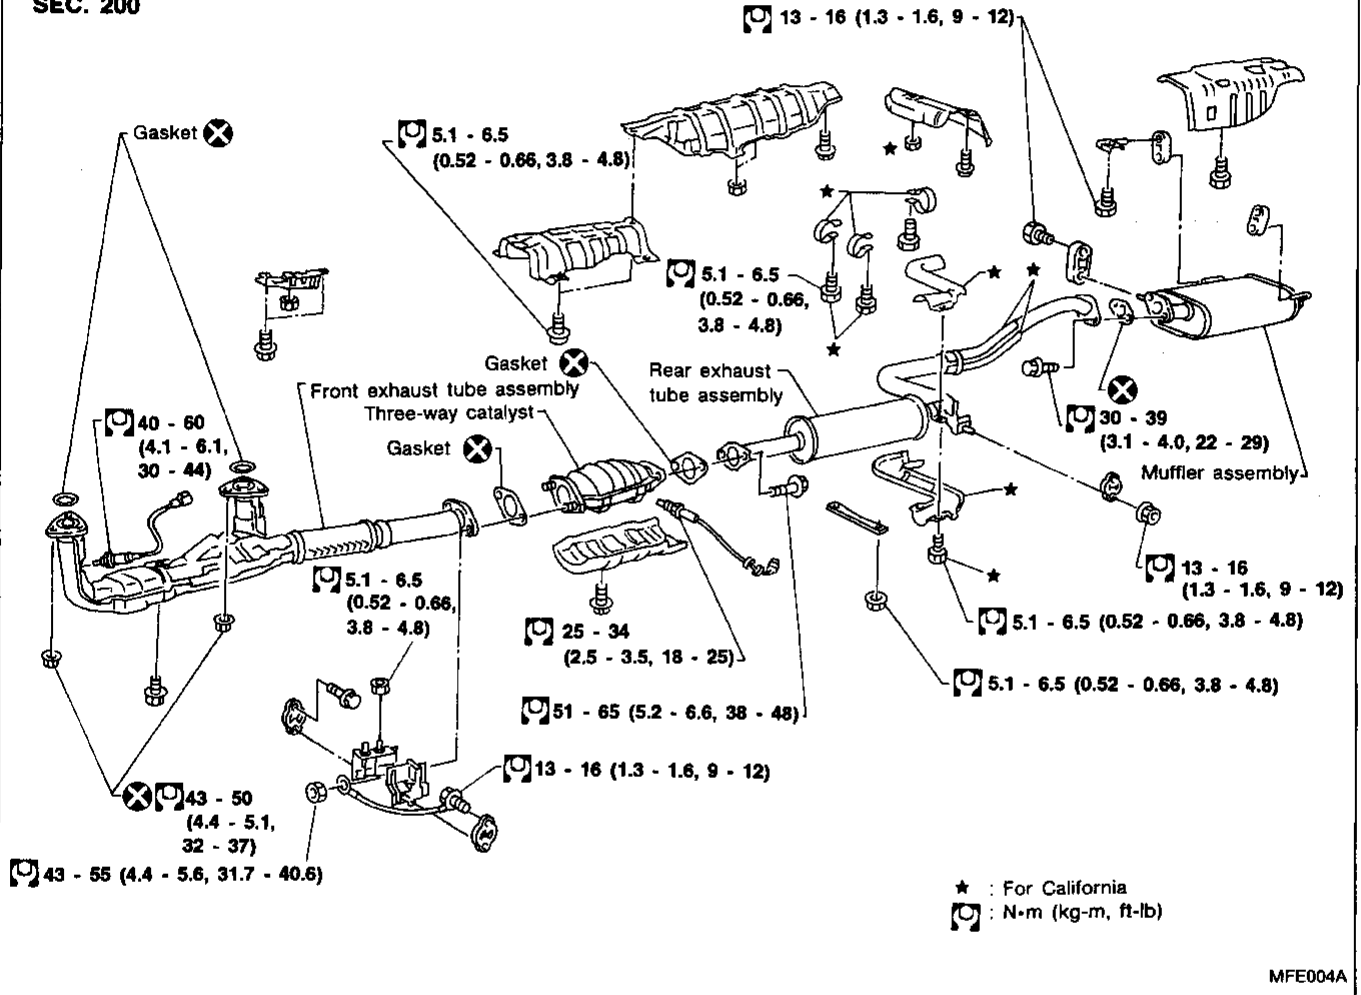 SEC. 200
13 - 16 (1.3 - 1.6, 9 - 12)
Gasket
5.1 - 6.5
(0.52 - 0.66, 3.8 - 4.8)
★
★
5.1 - 6.5
(0.52 - 0.66,
3.8 - 4.8)
★
★
★
Gasket
Rear exhaust
tube assembly
Front exhaust tube assembly
Three-way catalyst
Gasket
40 - 60
(4.1 - 6.1,
30 - 44)
30 - 39
(3.1 - 4.0, 22 - 29)
Muffler assembly
★
★
5.1 - 6.5
(0.52 - 0.66,
3.8 - 4.8)
13 - 16
(1.3 - 1.6, 9 - 12)
25 - 34
(2.5 - 3.5, 18 - 25)
5.1 - 6.5 (0.52 - 0.66, 3.8 - 4.8)
5.1 - 6.5 (0.52 - 0.66, 3.8 - 4.8)
51 - 65 (5.2 - 6.6, 38 - 48)
13 - 16 (1.3 - 1.6, 9 - 12)
43 - 50
(4.4 - 5.1,
32 - 37)
43 - 55 (4.4 - 5.6, 31.7 - 40.6)
★ : For California
: N•m (kg-m, ft-lb)
MFE004A